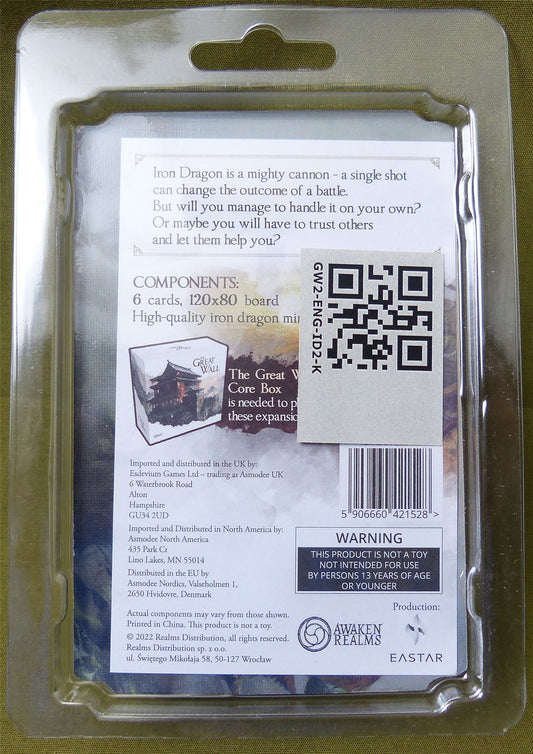 Iron Dragon is a mighty cannon – a single shot
can change the outcome of a battle.
But will you manage to handle it on your own?
Or maybe you will have to trust others
and let them help you?
COMPONENTS:
6 cards, 120x80 board
High-quality iron dragon
GW2-ENG-ID2-K
THE GREAT WALL
The Great
Core Box
is needed to
these
Imported and distributed in the UK by:
Esdevium Games Ltd – trading as Asmodee UK
6 Waterbrook Road
Alton
Hampshire
GU34 2UD
Imported and Distributed in North America by:
Asmodee North America
435 Park Ct
Lino Lakes, MN 55014
Distributed in the EU by
Asmodee Nordics, Valseholmen 1,
2650 Hvidovre, Denmark
Actual components may vary from those shown.
Printed in China. This product is not a toy.
© 2022 Realms Distribution, all rights reserved.
Realms Distribution sp. z o.o.
ul. Świętego Mikołaja 58, 50-127 Wrocław
5 906660 421528 >
WARNING
THIS PRODUCT IS NOT A TOY
NOT INTENDED FOR USE
BY PERSONS 13 YEARS OF AGE
OR YOUNGER
Production:
AWAKEN
REALMS
EASTAR